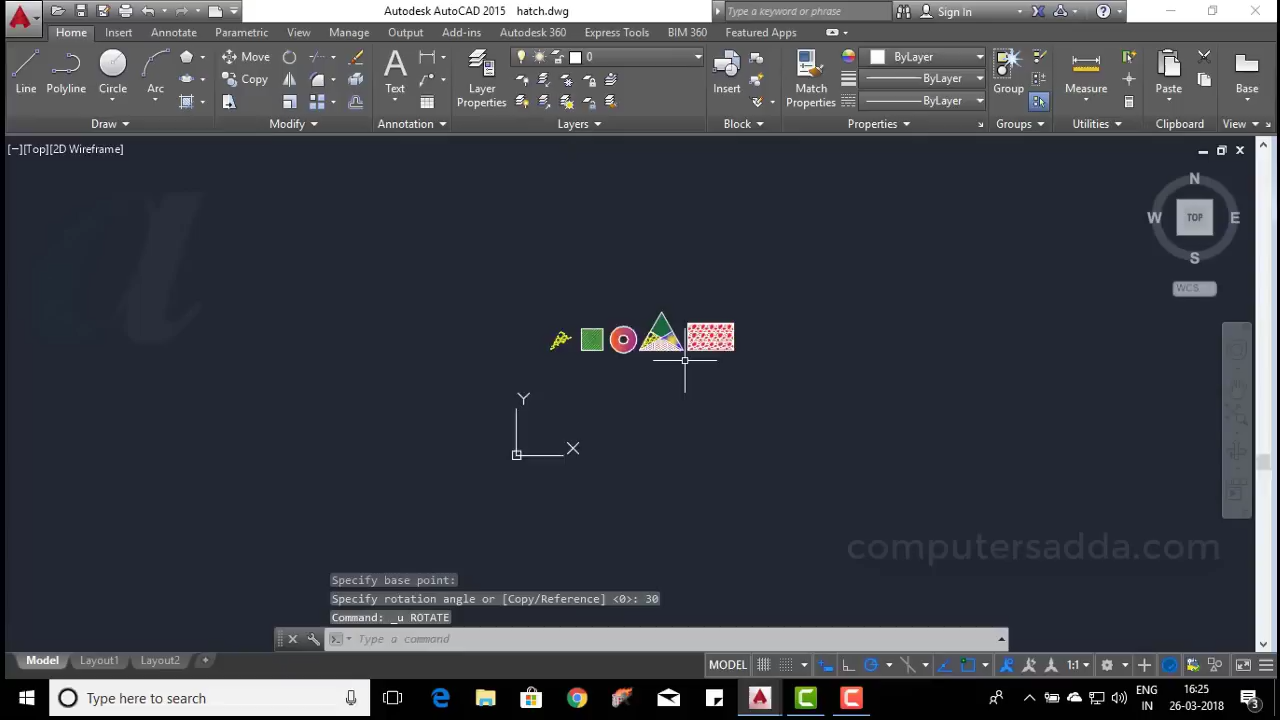 Autodesk AutoCAD 2015 hatch.dwg
Type a keyword or phrase
Sign In
Home Insert Annotate Parametric View Manage Output Add-ins Autodesk 360 Express Tools BIM 360 Featured Apps
Line Polyline Circle Arc
Move
Copy
Text
Layer Properties
0
Insert
Match Properties
ByLayer
ByLayer
ByLayer
Group
Measure
Paste
Base
Draw Modify Annotation Layers Block Properties Groups Utilities Clipboard View
[−][Top][2D Wireframe]
N
W TOP E
S
WCS
Y
X
computersadda.com
Specify base point:
Specify rotation angle or [Copy/Reference] <0>: 30
Command: _u ROTATE
Type a command
Model Layout1 Layout2 +
MODEL 1:1
Type here to search
ENG
IN
16:25
26-03-2018
3